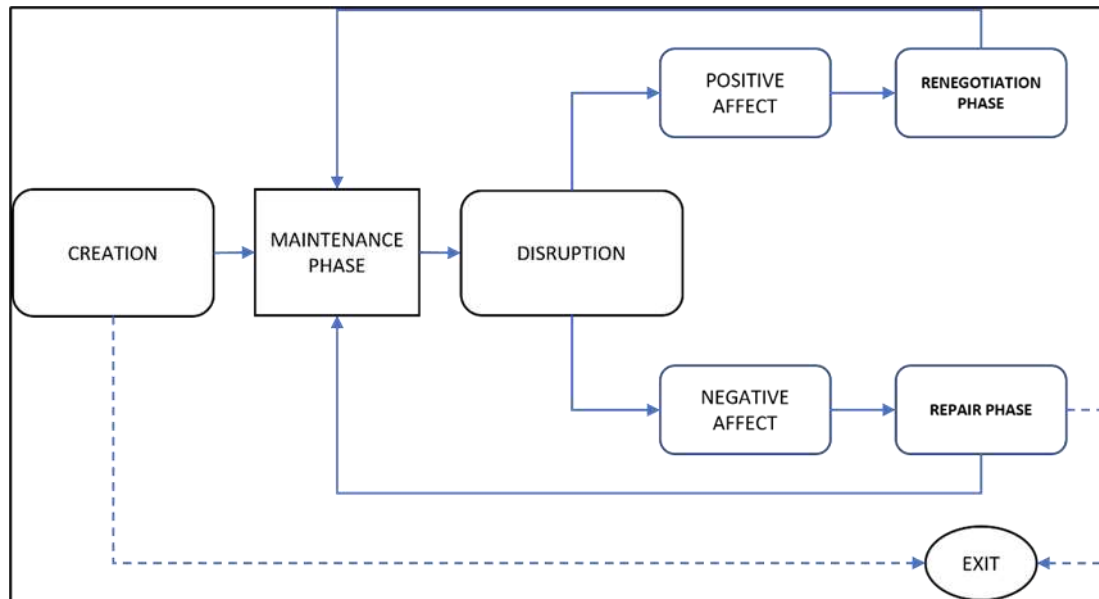 POSITIVE
AFFECT
RENEGOTIATION
PHASE
CREATION
MAINTENANCE
PHASE
DISRUPTION
NEGATIVE
AFFECT
REPAIR PHASE
EXIT